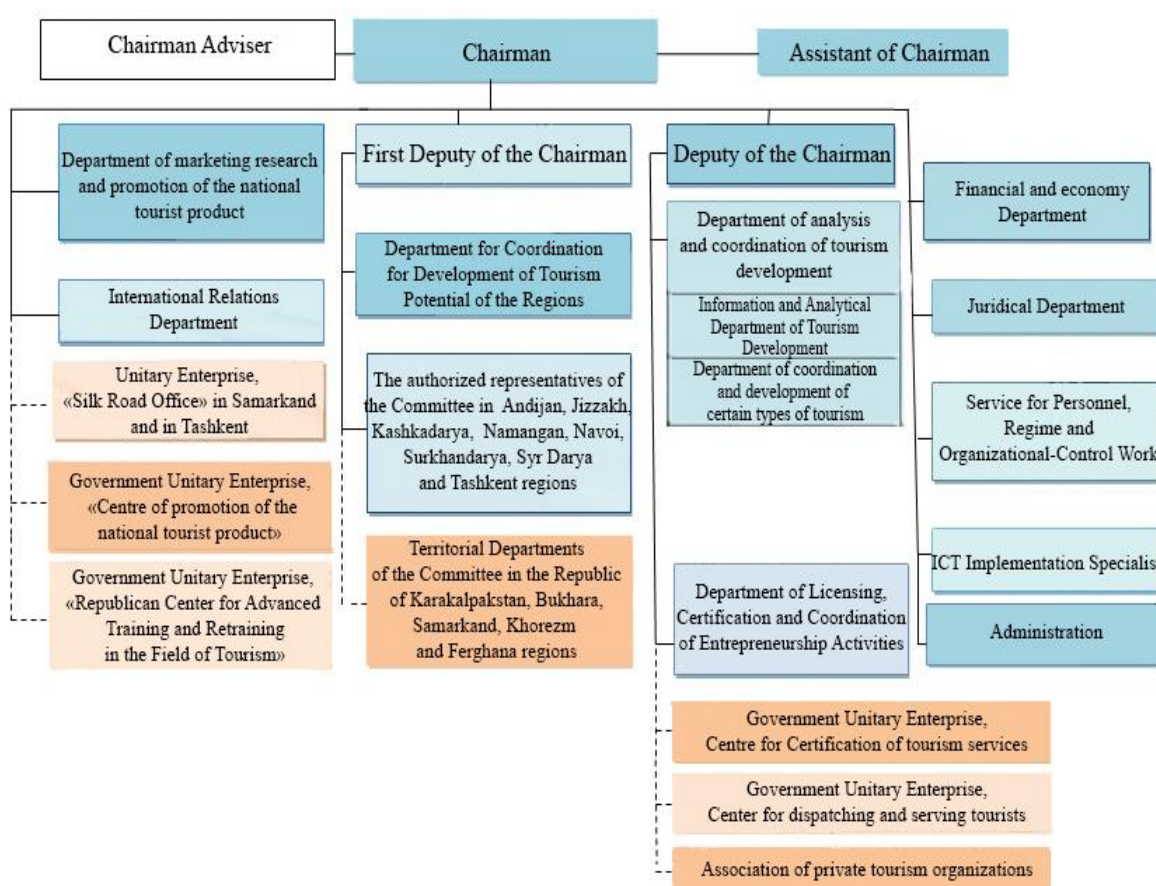 Chairman Adviser
Chairman
Assistant of Chairman
Department of marketing research
and promotion of the national
tourist product
International Relations
Department
Unitary Enterprise,
«Silk Road Office» in Samarkand
and in Tashkent
Government Unitary Enterprise,
«Centre of promotion of the
national tourist product»
Government Unitary Enterprise,
«Republican Center for Advanced
Training and Retraining
in the Field of Tourism»
First Deputy of the Chairman
Department for Coordination
for Development of Tourism
Potential of the Regions
The authorized representatives of
the Committee in Andijan, Jizzakh,
Kashkadarya, Namangan, Navoi,
Surkhandarya, Syr Darya
and Tashkent regions
Territorial Departments
of the Committee in the Republic
of Karakalpakstan, Bukhara,
Samarkand, Khorezm
and Ferghana regions
Deputy of the Chairman
Department of analysis
and coordination of tourism
development
Information and Analytical
Department of Tourism
Development
Department of coordination
and development of
certain types of tourism
Department of Licensing,
Certification and Coordination
of Entrepreneurship Activities
Government Unitary Enterprise,
Centre for Certification of tourism services
Government Unitary Enterprise,
Center for dispatching and serving tourists
Association of private tourism organizations
Financial and economy
Department
Juridical Department
Service for Personnel,
Regime and
Organizational-Control Work
ICT Implementation Specialis
Administration